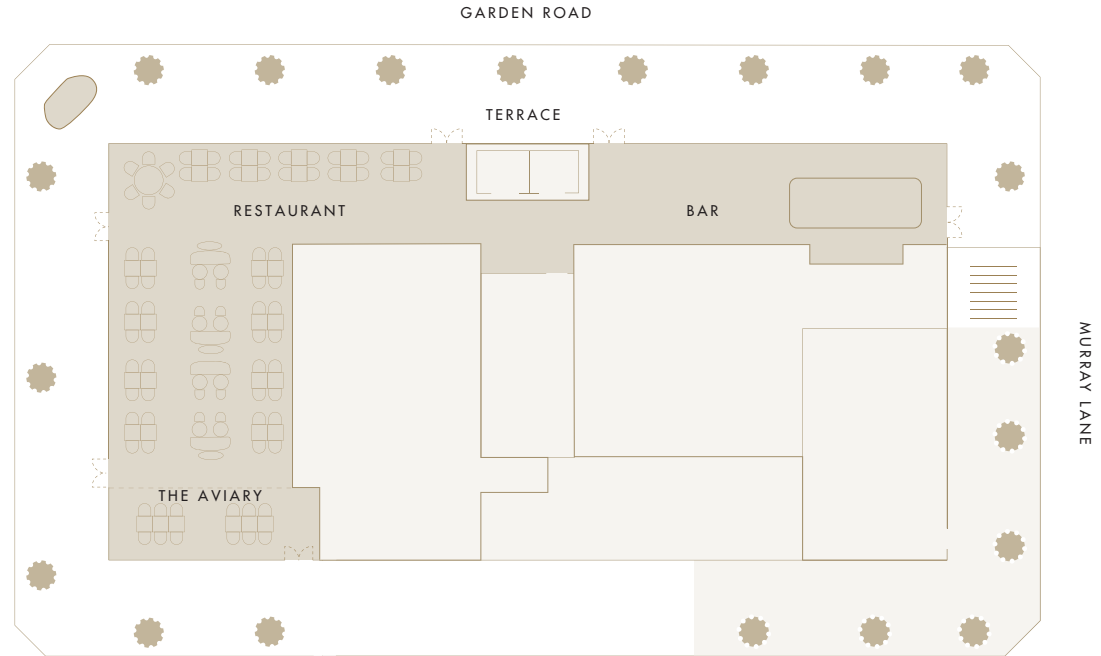 GARDEN ROAD
TERRACE
RESTAURANT
BAR
MURRAY LANE
THE AVIARY